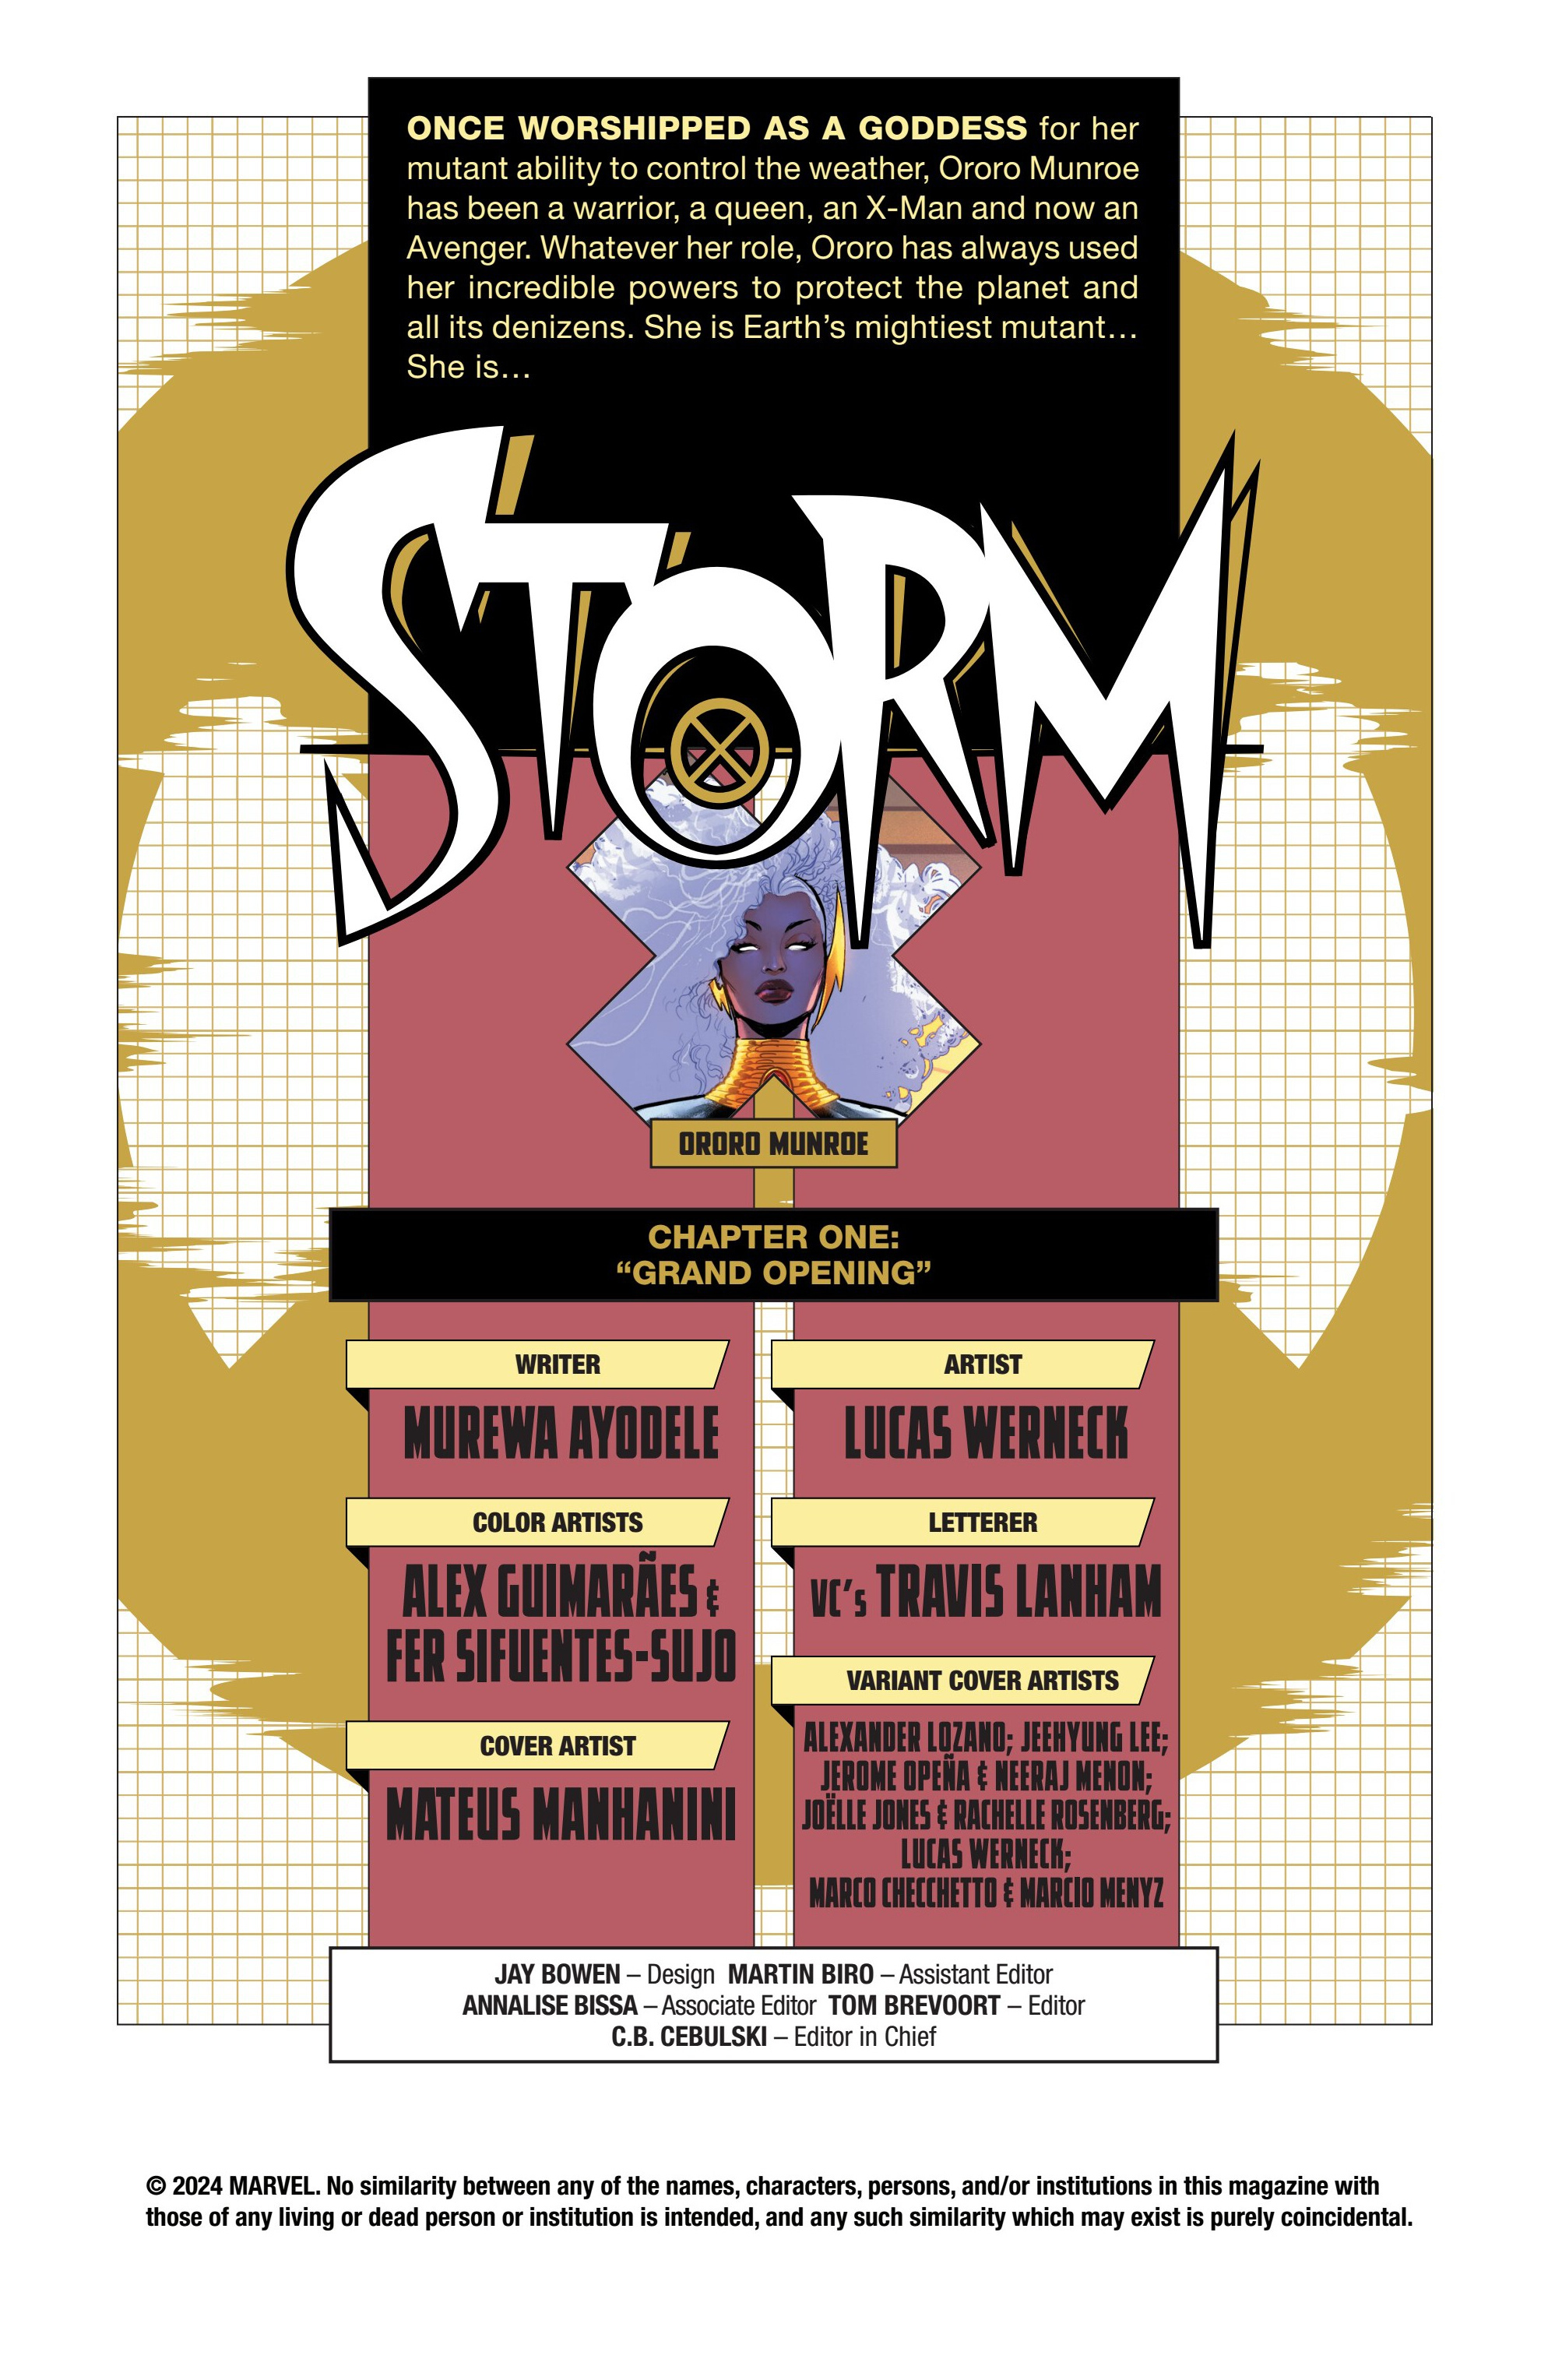 ONCE WORSHIPPED AS A GODDESS for her
mutant ability to control the weather, Ororo Munroe
has been a warrior, a queen, an X-Man and now an
Avenger. Whatever her role, Ororo has always used
her incredible powers to protect the planet and
all its denizens. She is Earth’s mightiest mutant…
She is…
STORM
ORORO MUNROE
CHAPTER ONE:
“GRAND OPENING”
WRITER
MUREWA AYODELE
ARTIST
LUCAS WERNECK
COLOR ARTISTS
ALEX GUIMARÃES &
FER SIFUENTES-SUJO
LETTERER
VC’s TRAVIS LANHAM
COVER ARTIST
MATEUS MANHANINI
VARIANT COVER ARTISTS
ALEXANDER LOZANO; JEEHYUNG LEE;
JEROME OPEÑA & NEERAJ MENON;
JOËLLE JONES & RACHELLE ROSENBERG;
LUCAS WERNECK;
MARCO CHECCHETTO & MARCIO MENYZ
JAY BOWEN – Design MARTIN BIRO – Assistant Editor
ANNALISE BISSA – Associate Editor TOM BREVOORT – Editor
C.B. CEBULSKI – Editor in Chief
© 2024 MARVEL. No similarity between any of the names, characters, persons, and/or institutions in this magazine with
those of any living or dead person or institution is intended, and any such similarity which may exist is purely coincidental.